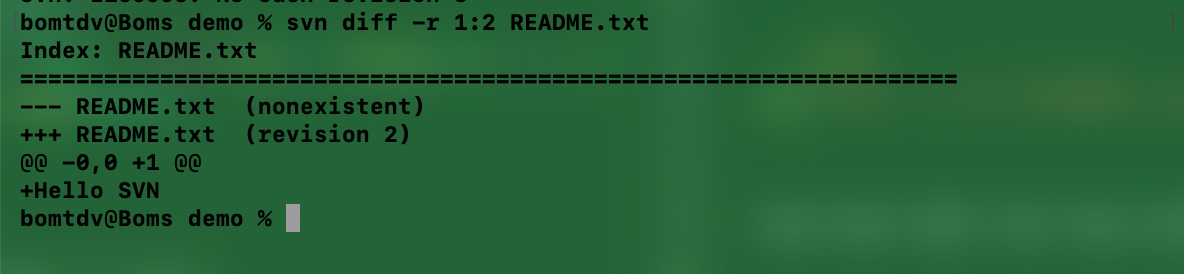 bomtdv@Boms demo % svn diff -r 1:2 README.txt
Index: README.txt
===================================================================
--- README.txt  (nonexistent)
+++ README.txt  (revision 2)
@@ -0,0 +1 @@
+Hello SVN
bomtdv@Boms demo %